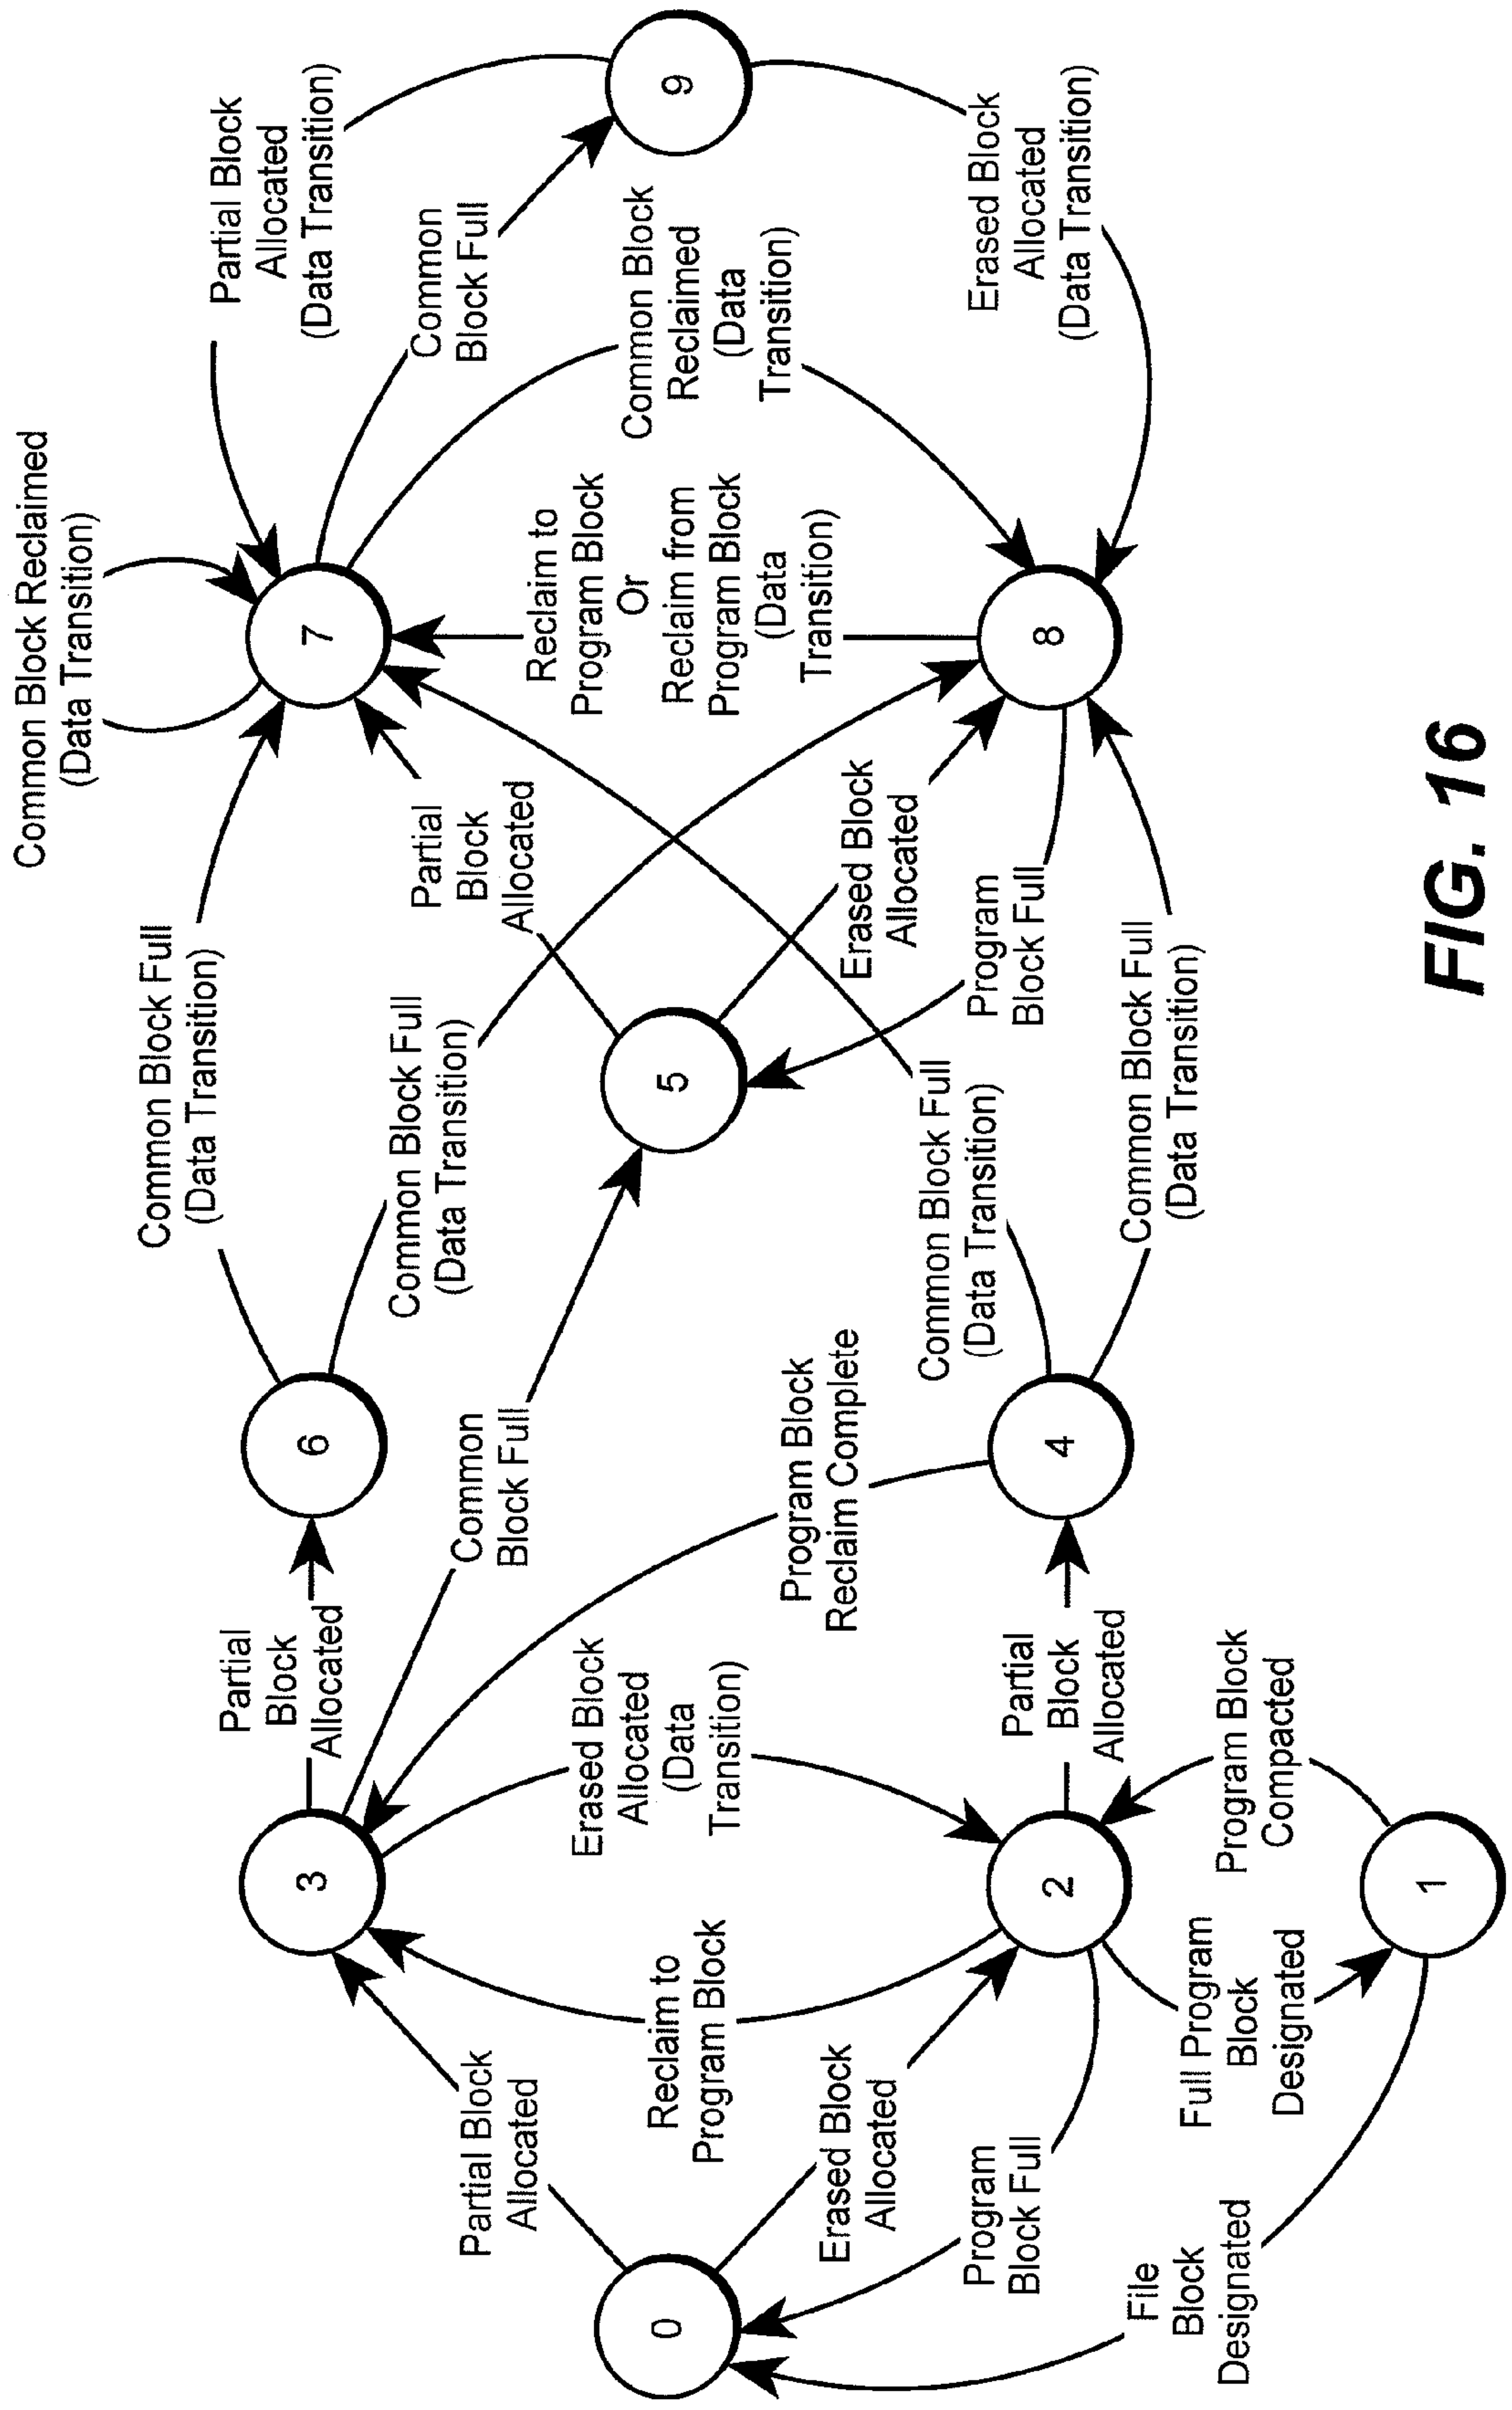 Common Block Reclaimed
(Data Transition)
Partial Block
Allocated
(Data Transition)
Common Block Full
(Data Transition)
Partial
Block
Allocated
3
6
7
Common
Block Full
9
Common Block Full
(Data Transition)
Partial
Block
Allocated
Common Block
Reclaimed
(Data
Transition)
Common
Block Full
Reclaim to
Program Block
Or
Reclaim from
Program Block
(Data
Transition)
Partial Block
Allocated
Erased Block
Allocated
(Data
Transition)
Reclaim to
Program Block
0
5
Program Block
Reclaim Complete
Erased Block
Allocated
Erased Block
Allocated
Erased Block
Allocated
(Data Transition)
Program
Block Full
Common Block Full
(Data Transition)
Program
Block Full
2
Partial
Block
Allocated
4
8
Common Block Full
(Data Transition)
File
Block
Designated
Full Program
Block
Designated
Program Block
Compacted
1
FIG. 16